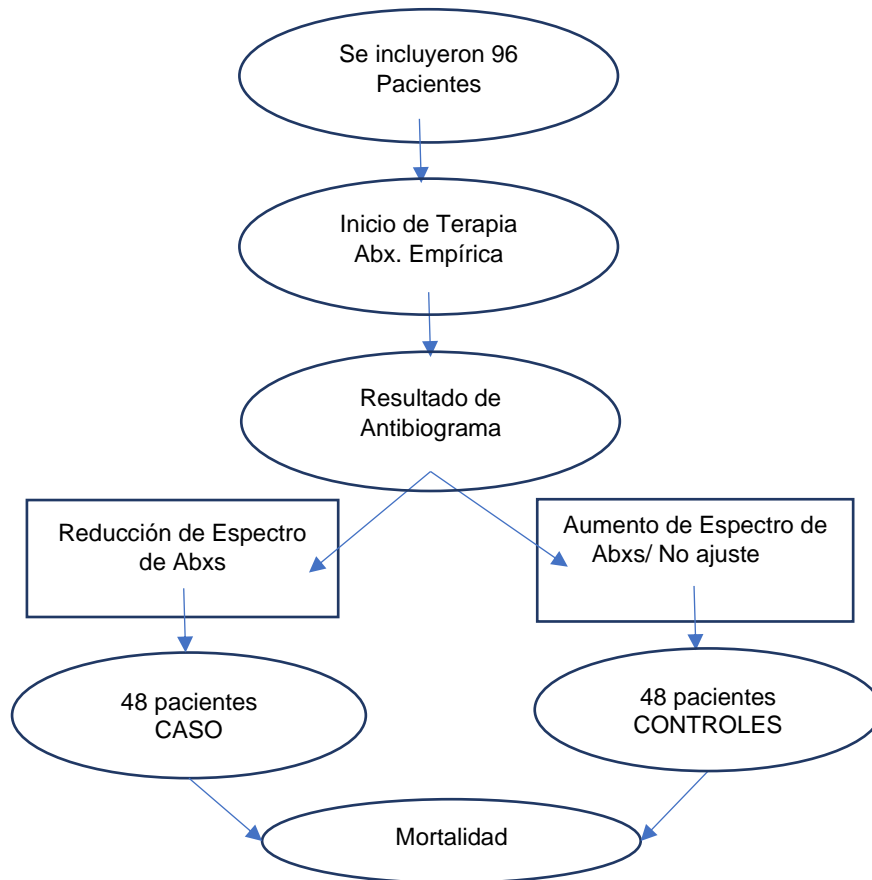 Se incluyeron 96
Pacientes
Inicio de Terapia
Abx. Empírica
Resultado de
Antibiograma
Reducción de Espectro
de Abxs
Aumento de Espectro de
Abxs/ No ajuste
48 pacientes
CASO
48 pacientes
CONTROLES
Mortalidad